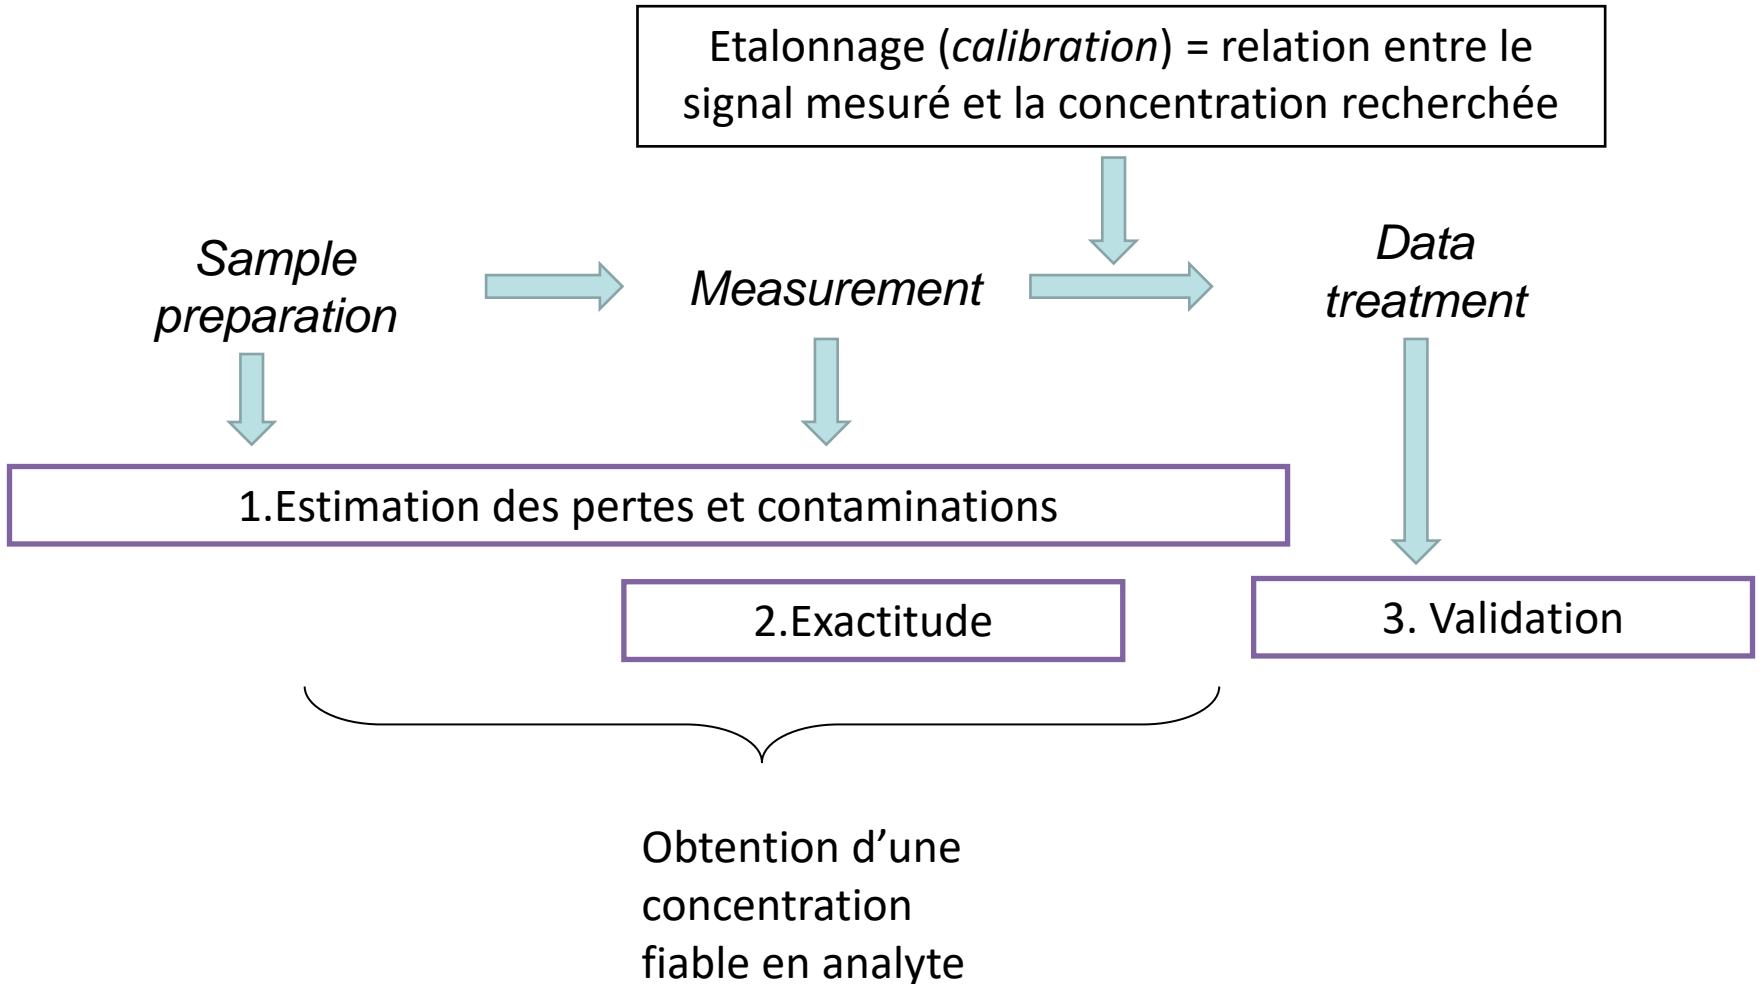 Etalonnage (calibration) = relation entre le
signal mesuré et la concentration recherchée
Sample
preparation
Measurement
Data
treatment
1.Estimation des pertes et contaminations
2.Exactitude
3. Validation
Obtention d’une
concentration
fiable en analyte